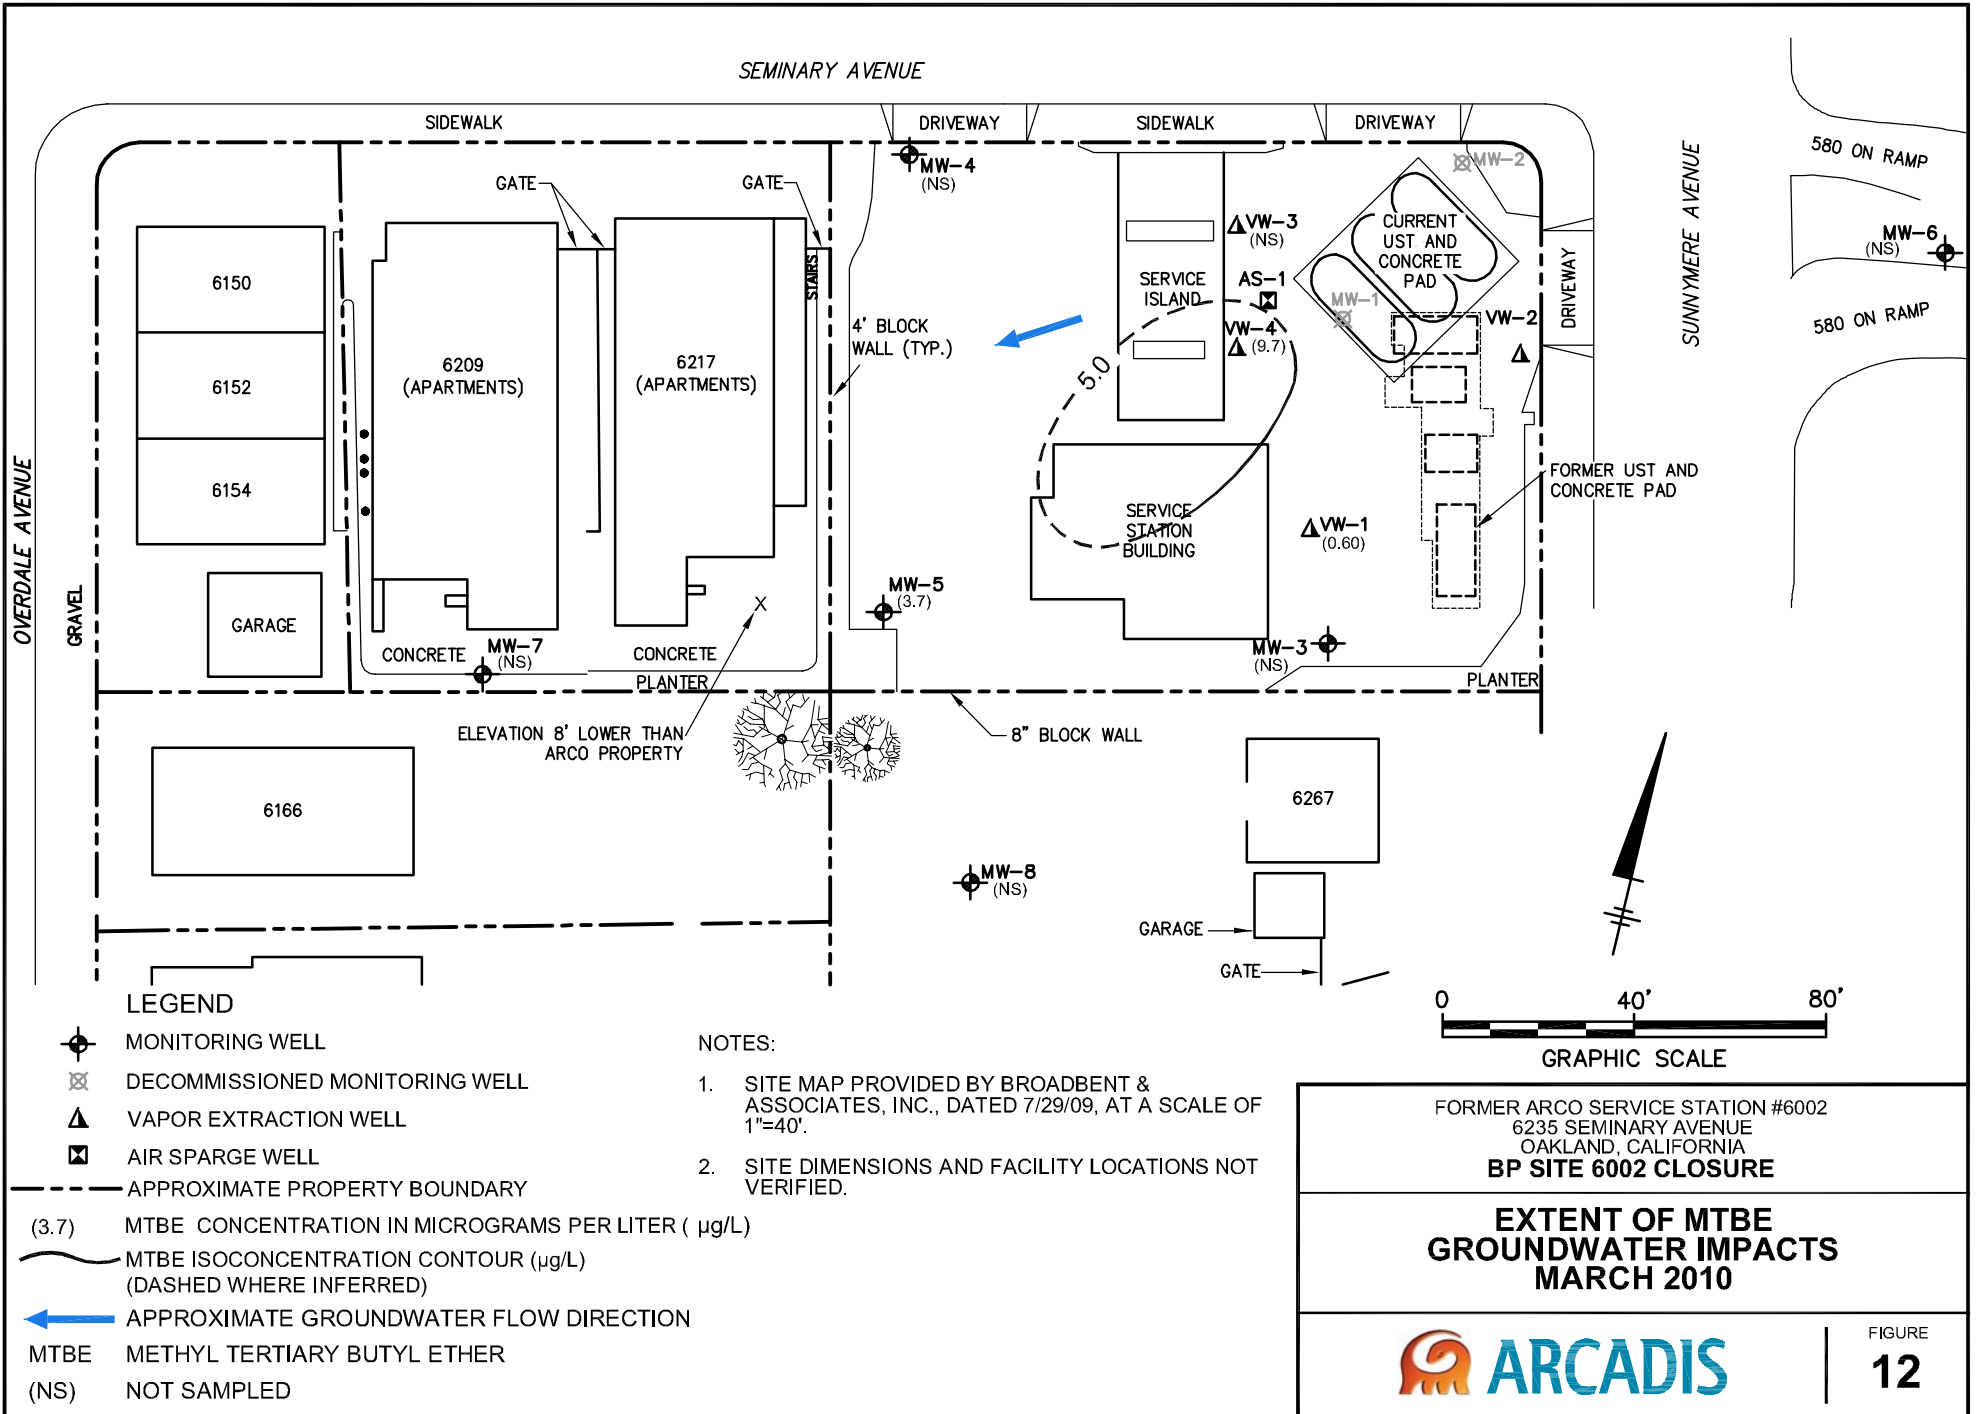 SEMINARY AVENUE
SIDEWALK
DRIVEWAY
SIDEWALK
DRIVEWAY
580 ON RAMP
MW-4
(NS)
MW-2
GATE
GATE
SUNNYMERE AVENUE
VW-3
(NS)
CURRENT
UST AND
CONCRETE
PAD
MW-6
(NS)
6150
STAIRS
SERVICE
ISLAND
AS-1
MW-1
DRIVEWAY
580 ON RAMP
4' BLOCK
WALL (TYP.)
VW-4
(9.7)
VW-2
6152
6209
(APARTMENTS)
6217
(APARTMENTS)
5.0
OVERDALE AVENUE
6154
FORMER UST AND
CONCRETE PAD
SERVICE
STATION
BUILDING
VW-1
(0.60)
GRAVEL
GARAGE
X
MW-5
(3.7)
CONCRETE
MW-7
(NS)
CONCRETE
PLANTER
MW-3
(NS)
PLANTER
ELEVATION 8' LOWER THAN
ARCO PROPERTY
8" BLOCK WALL
6166
6267
MW-8
(NS)
GARAGE
GATE
0 40' 80'
GRAPHIC SCALE
LEGEND
MONITORING WELL
DECOMMISSIONED MONITORING WELL
VAPOR EXTRACTION WELL
AIR SPARGE WELL
APPROXIMATE PROPERTY BOUNDARY
(3.7) MTBE CONCENTRATION IN MICROGRAMS PER LITER ( µg/L)
MTBE ISOCONCENTRATION CONTOUR (µg/L)
(DASHED WHERE INFERRED)
APPROXIMATE GROUNDWATER FLOW DIRECTION
MTBE METHYL TERTIARY BUTYL ETHER
(NS) NOT SAMPLED
NOTES:
1. SITE MAP PROVIDED BY BROADBENT &
ASSOCIATES, INC., DATED 7/29/09, AT A SCALE OF
1"=40'.
2. SITE DIMENSIONS AND FACILITY LOCATIONS NOT
VERIFIED.
FORMER ARCO SERVICE STATION #6002
6235 SEMINARY AVENUE
OAKLAND, CALIFORNIA
BP SITE 6002 CLOSURE
EXTENT OF MTBE
GROUNDWATER IMPACTS
MARCH 2010
ARCADIS
FIGURE
12